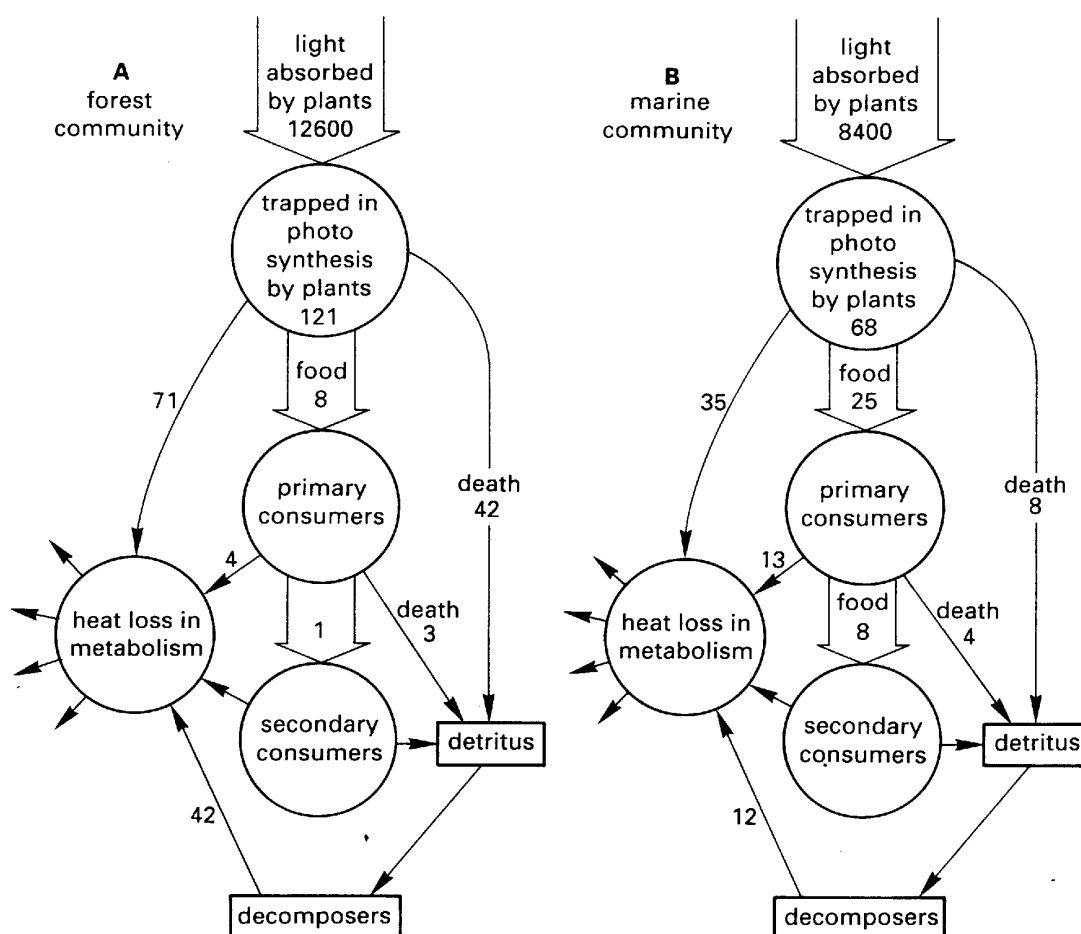 A
forest
community
light
absorbed
by plants
12600
trapped in
photo
synthesis
by plants
121
71
food
8
primary
consumers
death
42
4
death
3
1
heat loss in
metabolism
secondary
consumers
detritus
42
decomposers
B
marine
community
light
absorbed
by plants
8400
trapped in
photo
synthesis
by plants
68
35
food
25
primary
consumers
death
8
13
death
4
food
8
heat loss in
metabolism
secondary
consumers
detritus
12
decomposers